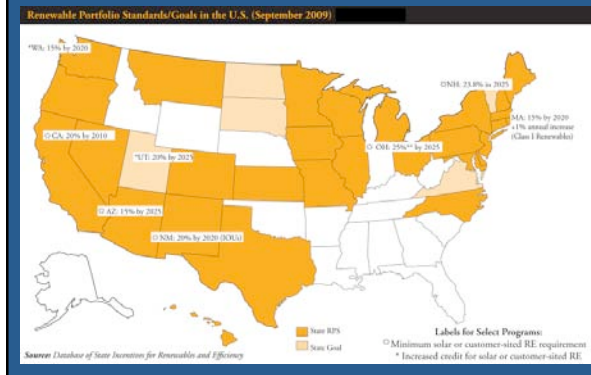 Renewable Portfolio Standards/Goals in the U.S. (September 2009)
*WA: 15% by 2020
☼NH: 23.8% in 2025
MA: 15% by 2020
+1% annual increase
(Class I Renewables)
☼ CA: 20% by 2010
☼ OH: 25%** by 2025
*UT: 20% by 2025
☼ AZ: 15% by 2025
☼ NM: 20% by 2020 (IOUs)
State RPS
State Goal
Labels for Select Programs:
☼ Minimum solar or customer-sited RE requirement
* Increased credit for solar or customer-sited RE
Source: Database of State Incentives for Renewables and Efficiency